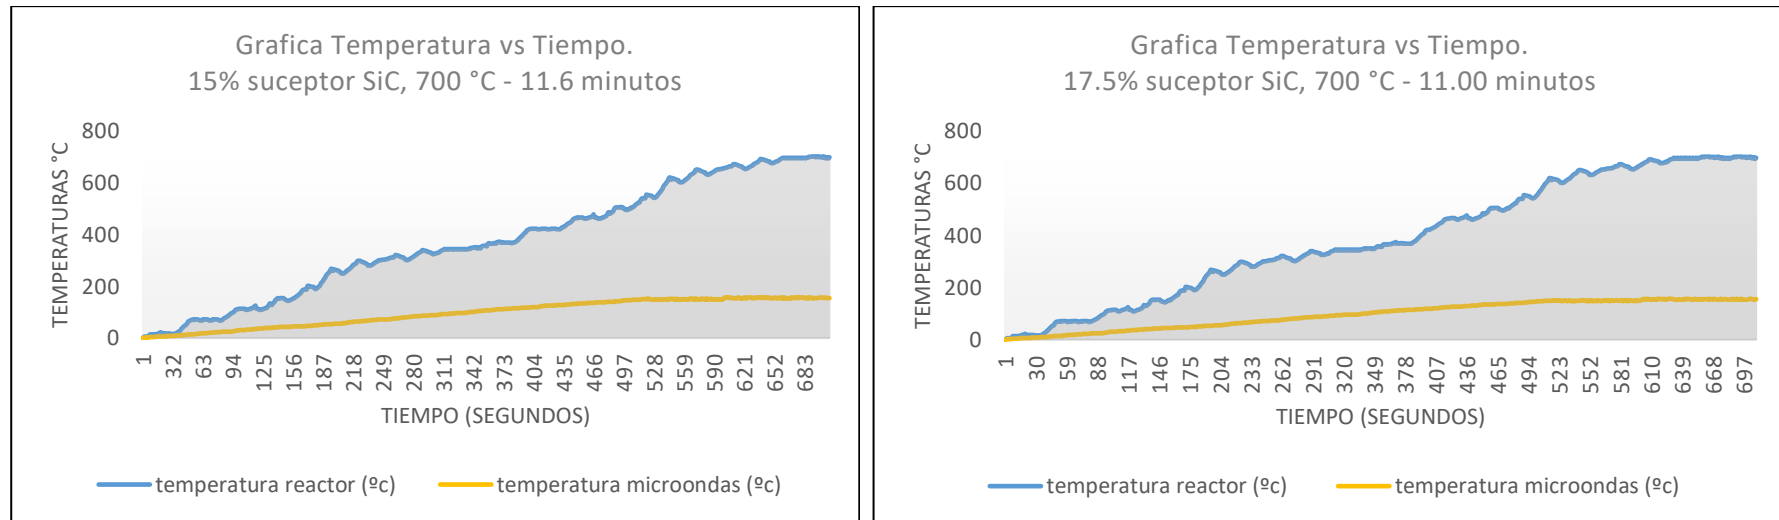 Grafica Temperatura vs Tiempo.
15% suceptor SiC, 700 °C - 11.6 minutos
TEMPERATURAS °C
800
600
400
200
0
1 32 63 94 125 156 187 218 249 280 311 342 373 404 435 466 497 528 559 590 621 652 683
TIEMPO (SEGUNDOS)
temperatura reactor (ºc) temperatura microondas (ºc)
Grafica Temperatura vs Tiempo.
17.5% suceptor SiC, 700 °C - 11.00 minutos
TEMPERATURAS °C
800
600
400
200
0
1 30 59 88 117 146 175 204 233 262 291 320 349 378 407 436 465 494 523 552 581 610 639 668 697
TIEMPO (SEGUNDOS)
temperatura reactor (ºc) temperatura microondas (ºc)